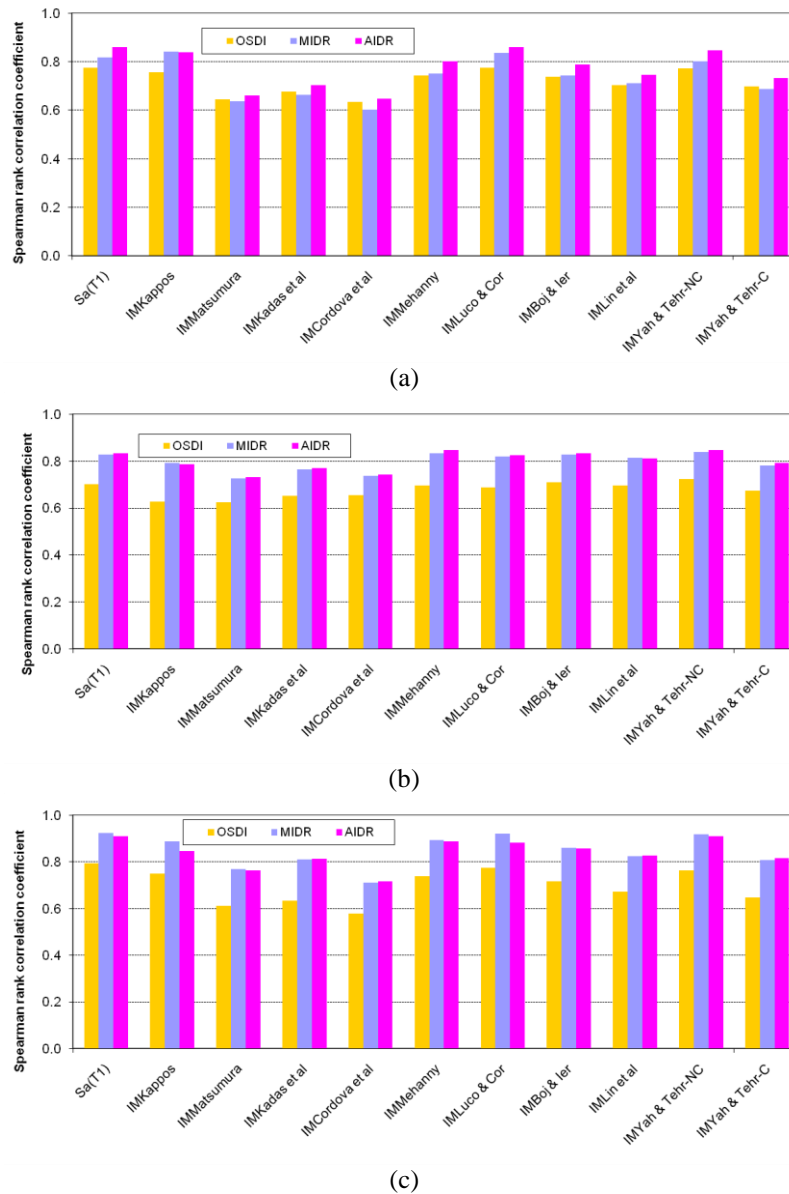 1.0
0.8
0.6
0.4
0.2
0.0
Spearman rank correlation coefficient
OSDI MIDR AIDR
Sa(T1)
IMKappos
IMMatsumura
IMKadas et al
IMCordova et al
IMMehanny
IMLuco & Cor
IMBoj & Ier
IMLin et al
IMYah & Tehr-NC
IMYah & Tehr-C
(a)
1.0
0.8
0.6
0.4
0.2
0.0
Spearman rank correlation coefficient
OSDI MIDR AIDR
Sa(T1)
IMKappos
IMMatsumura
IMKadas et al
IMCordova et al
IMMehanny
IMLuco & Cor
IMBoj & Ier
IMLin et al
IMYah & Tehr-NC
IMYah & Tehr-C
(b)
1.0
0.8
0.6
0.4
0.2
0.0
Spearman rank correlation coefficient
OSDI MIDR AIDR
Sa(T1)
IMKappos
IMMatsumura
IMKadas et al
IMCordova et al
IMMehanny
IMLuco & Cor
IMBoj & Ier
IMLin et al
IMYah & Tehr-NC
IMYah & Tehr-C
(c)